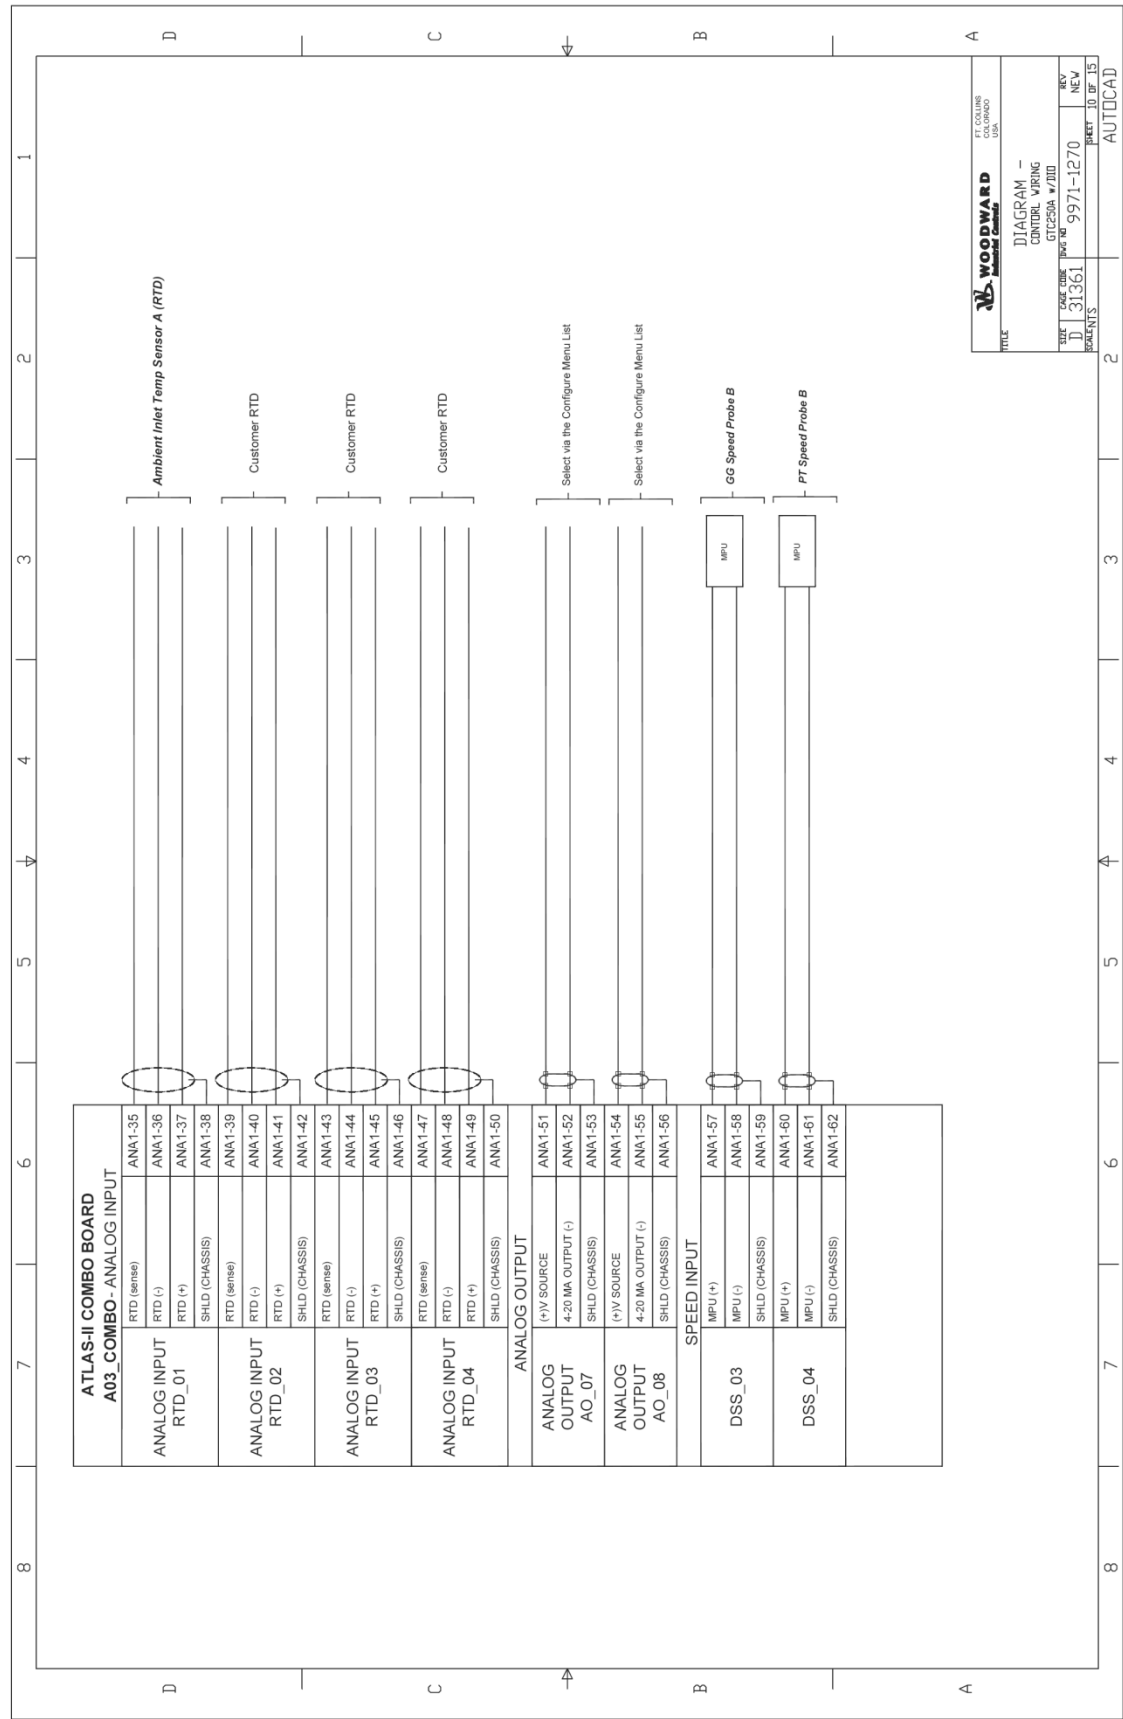 8
7
6
5
4
3
2
1
D
C
B
A
ATLAS-II COMBO BOARD
A03_COMBO - ANALOG INPUT
ANALOG INPUT
RTD_01
RTD (sense)
ANA1-35
RTD (-)
ANA1-36
RTD (+)
ANA1-37
SHLD (CHASSIS)
ANA1-38
Ambient Inlet Temp Sensor A (RTD)
ANALOG INPUT
RTD_02
RTD (sense)
ANA1-39
RTD (-)
ANA1-40
RTD (+)
ANA1-41
SHLD (CHASSIS)
ANA1-42
Customer RTD
ANALOG INPUT
RTD_03
RTD (sense)
ANA1-43
RTD (-)
ANA1-44
RTD (+)
ANA1-45
SHLD (CHASSIS)
ANA1-46
Customer RTD
ANALOG INPUT
RTD_04
RTD (sense)
ANA1-47
RTD (-)
ANA1-48
RTD (+)
ANA1-49
SHLD (CHASSIS)
ANA1-50
Customer RTD
ANALOG OUTPUT
ANALOG
OUTPUT
AO_07
(+)V SOURCE
ANA1-51
4-20 MA OUTPUT (-)
ANA1-52
SHLD (CHASSIS)
ANA1-53
Select via the Configure Menu List
ANALOG
OUTPUT
AO_08
(+)V SOURCE
ANA1-54
4-20 MA OUTPUT (-)
ANA1-55
SHLD (CHASSIS)
ANA1-56
Select via the Configure Menu List
SPEED INPUT
DSS_03
MPU (+)
ANA1-57
MPU (-)
ANA1-58
SHLD (CHASSIS)
ANA1-59
MPU
GG Speed Probe B
DSS_04
MPU (+)
ANA1-60
MPU (-)
ANA1-61
SHLD (CHASSIS)
ANA1-62
MPU
PT Speed Probe B
WOODWARD
Industrial Controls
FT. COLLINS
COLORADO
USA
TITLE
DIAGRAM -
CONTORL WIRING
GTC250A w/DIO
SIZE
D
CAGE CODE
31361
DWG NO
9971-1270
REV
NEW
SCALE NTS
SHEET 10 OF 15
AUTOCAD
D
C
B
A
8
7
6
5
4
3
2